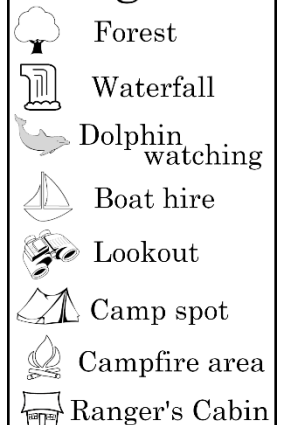 Forest
Waterfall
Dolphin
watching
Boat hire
Lookout
Camp spot
Campfire area
Ranger's Cabin